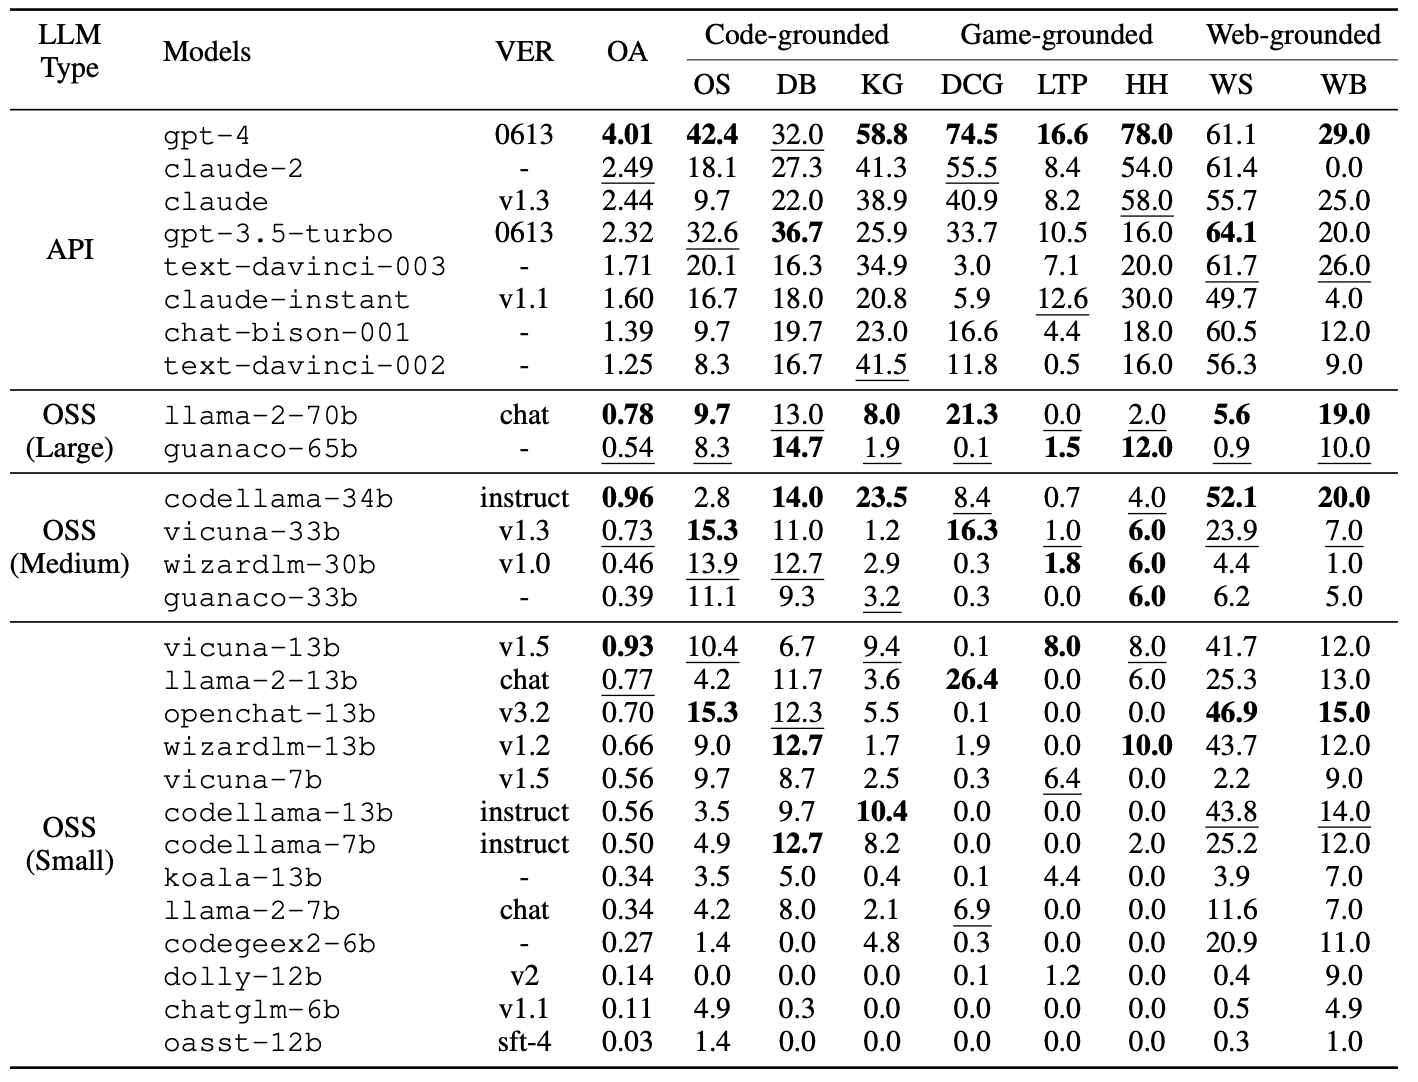 LLM Type Models VER OA Code-grounded Game-grounded Web-grounded
OS DB KG DCG LTP HH WS WB
API
gpt-4 0613 4.01 42.4 32.0 58.8 74.5 16.6 78.0 61.1 29.0
claude-2 - 2.49 18.1 27.3 41.3 55.5 8.4 54.0 61.4 0.0
claude v1.3 2.44 9.7 22.0 38.9 40.9 8.2 58.0 55.7 25.0
gpt-3.5-turbo 0613 2.32 32.6 36.7 25.9 33.7 10.5 16.0 64.1 20.0
text-davinci-003 - 1.71 20.1 16.3 34.9 3.0 7.1 20.0 61.7 26.0
claude-instant v1.1 1.60 16.7 18.0 20.8 5.9 12.6 30.0 49.7 4.0
chat-bison-001 - 1.39 9.7 19.7 23.0 16.6 4.4 18.0 60.5 12.0
text-davinci-002 - 1.25 8.3 16.7 41.5 11.8 0.5 16.0 56.3 9.0
OSS (Large)
llama-2-70b chat 0.78 9.7 13.0 8.0 21.3 0.0 2.0 5.6 19.0
guanaco-65b - 0.54 8.3 14.7 1.9 0.1 1.5 12.0 0.9 10.0
OSS (Medium)
codellama-34b instruct 0.96 2.8 14.0 23.5 8.4 0.7 4.0 52.1 20.0
vicuna-33b v1.3 0.73 15.3 11.0 1.2 16.3 1.0 6.0 23.9 7.0
wizardlm-30b v1.0 0.46 13.9 12.7 2.9 0.3 1.8 6.0 4.4 1.0
guanaco-33b - 0.39 11.1 9.3 3.2 0.3 0.0 6.0 6.2 5.0
OSS (Small)
vicuna-13b v1.5 0.93 10.4 6.7 9.4 0.1 8.0 8.0 41.7 12.0
llama-2-13b chat 0.77 4.2 11.7 3.6 26.4 0.0 6.0 25.3 13.0
openchat-13b v3.2 0.70 15.3 12.3 5.5 0.1 0.0 0.0 46.9 15.0
wizardlm-13b v1.2 0.66 9.0 12.7 1.7 1.9 0.0 10.0 43.7 12.0
vicuna-7b v1.5 0.56 9.7 8.7 2.5 0.3 6.4 0.0 2.2 9.0
codellama-13b instruct 0.56 3.5 9.7 10.4 0.0 0.0 0.0 43.8 14.0
codellama-7b instruct 0.50 4.9 12.7 8.2 0.0 0.0 2.0 25.2 12.0
koala-13b - 0.34 3.5 5.0 0.4 0.1 4.4 0.0 3.9 7.0
llama-2-7b chat 0.34 4.2 8.0 2.1 6.9 0.0 0.0 11.6 7.0
codegeex2-6b - 0.27 1.4 0.0 4.8 0.3 0.0 0.0 20.9 11.0
dolly-12b v2 0.14 0.0 0.0 0.0 0.1 1.2 0.0 0.4 9.0
chatglm-6b v1.1 0.11 4.9 0.3 0.0 0.0 0.0 0.0 0.5 4.9
oasst-12b sft-4 0.03 1.4 0.0 0.0 0.0 0.0 0.0 0.3 1.0